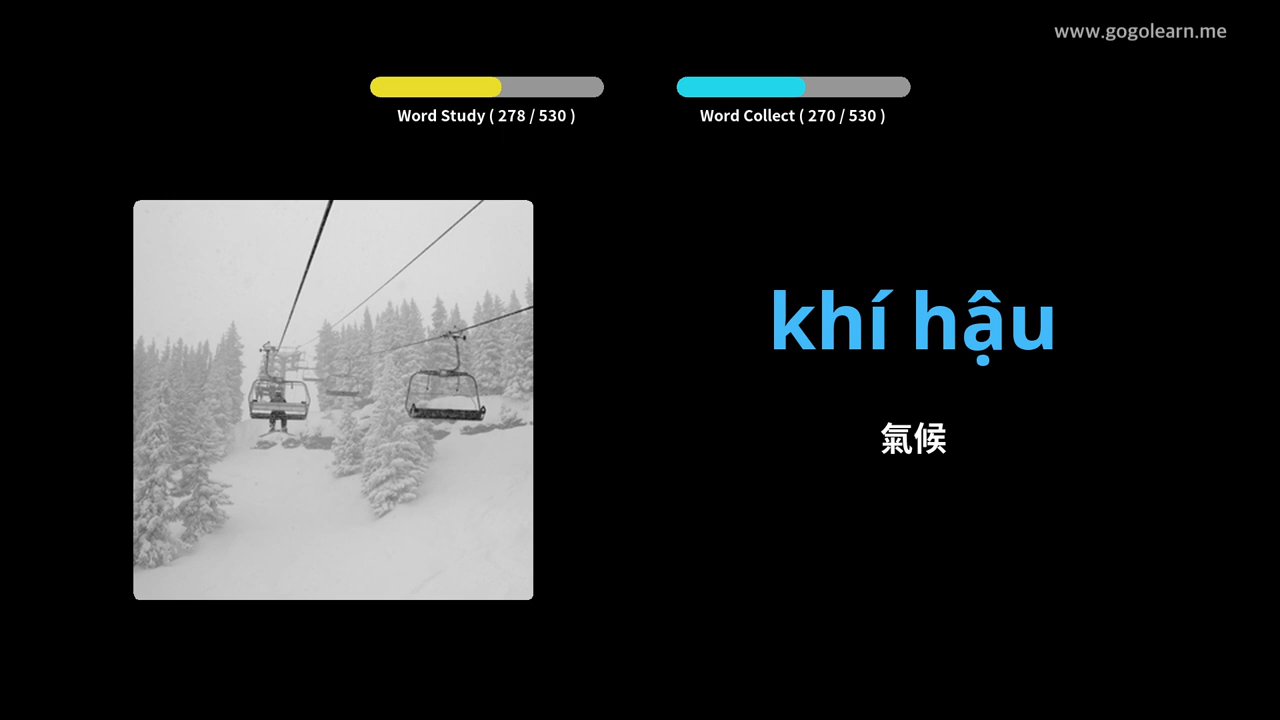 www.gogolearn.me
Word Study ( 278 / 530 )
Word Collect ( 270 / 530 )
khí hậu
氣候